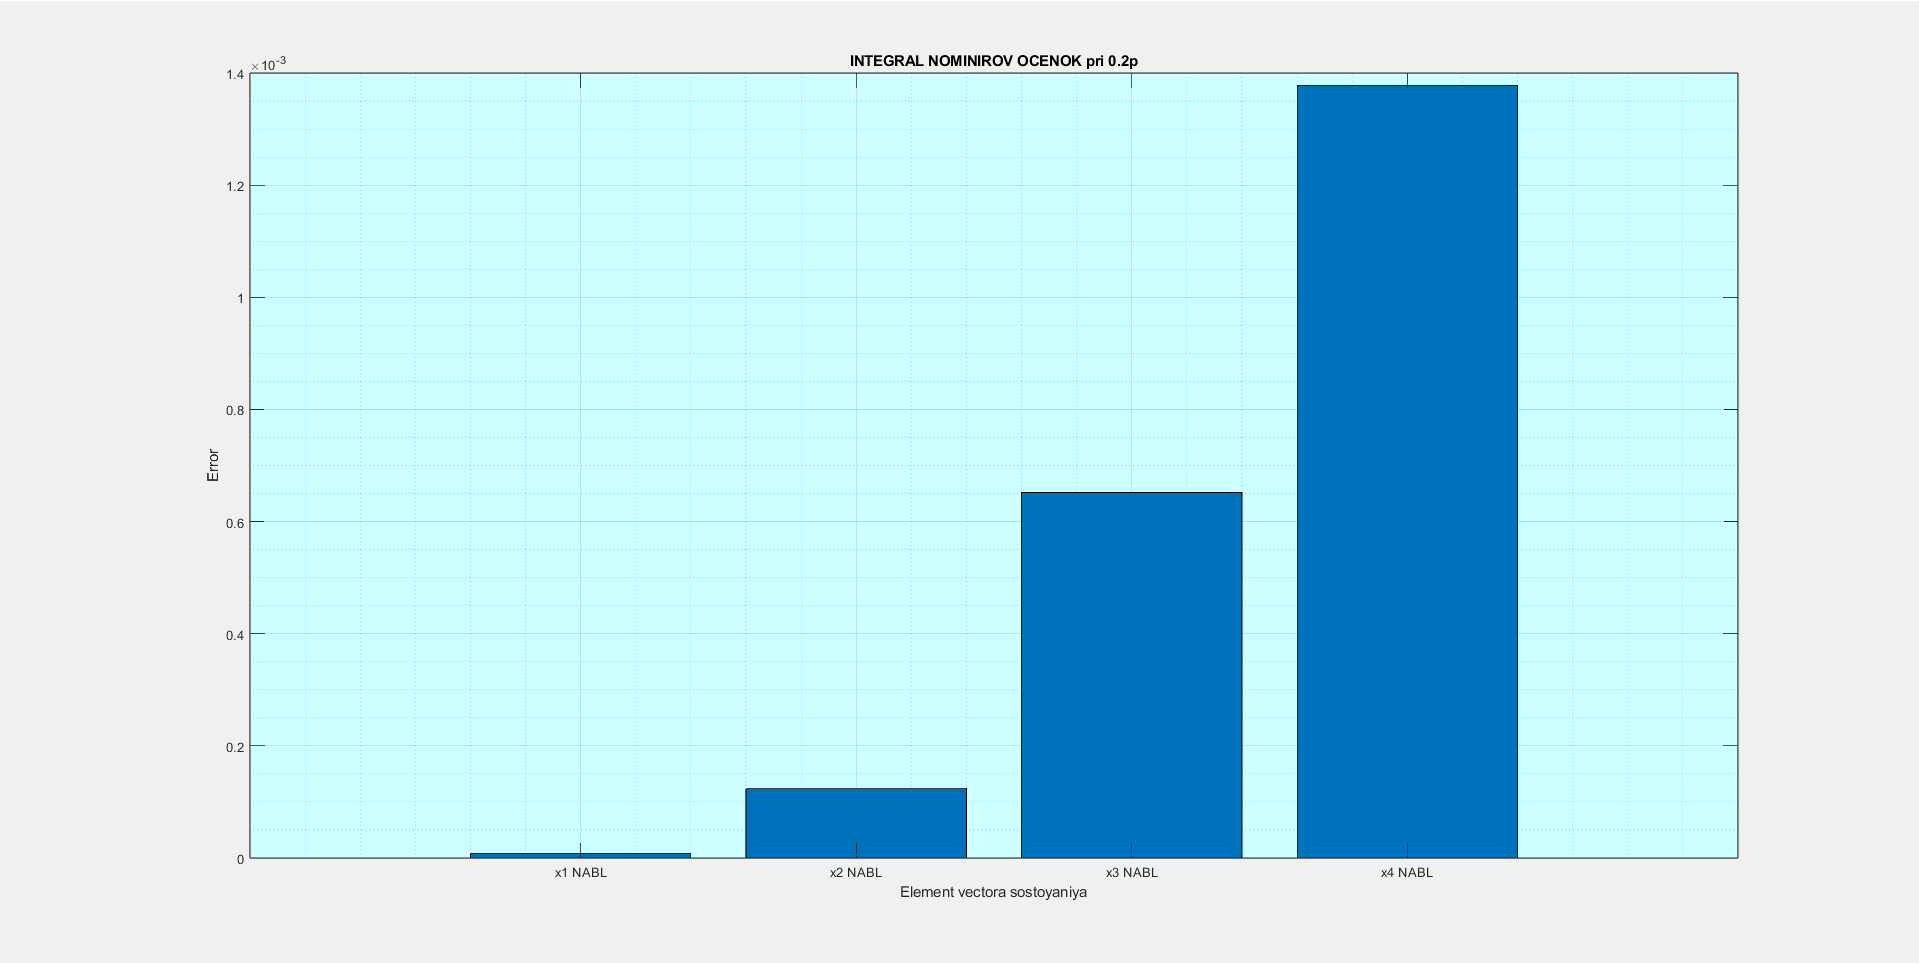 INTEGRAL NOMINIROV OCENOK pri 0.2p
×10-3
1.4
1.2
1
0.8
0.6
0.4
0.2
0
Error
x1 NABL x2 NABL x3 NABL x4 NABL
Element vectora sostoyaniya